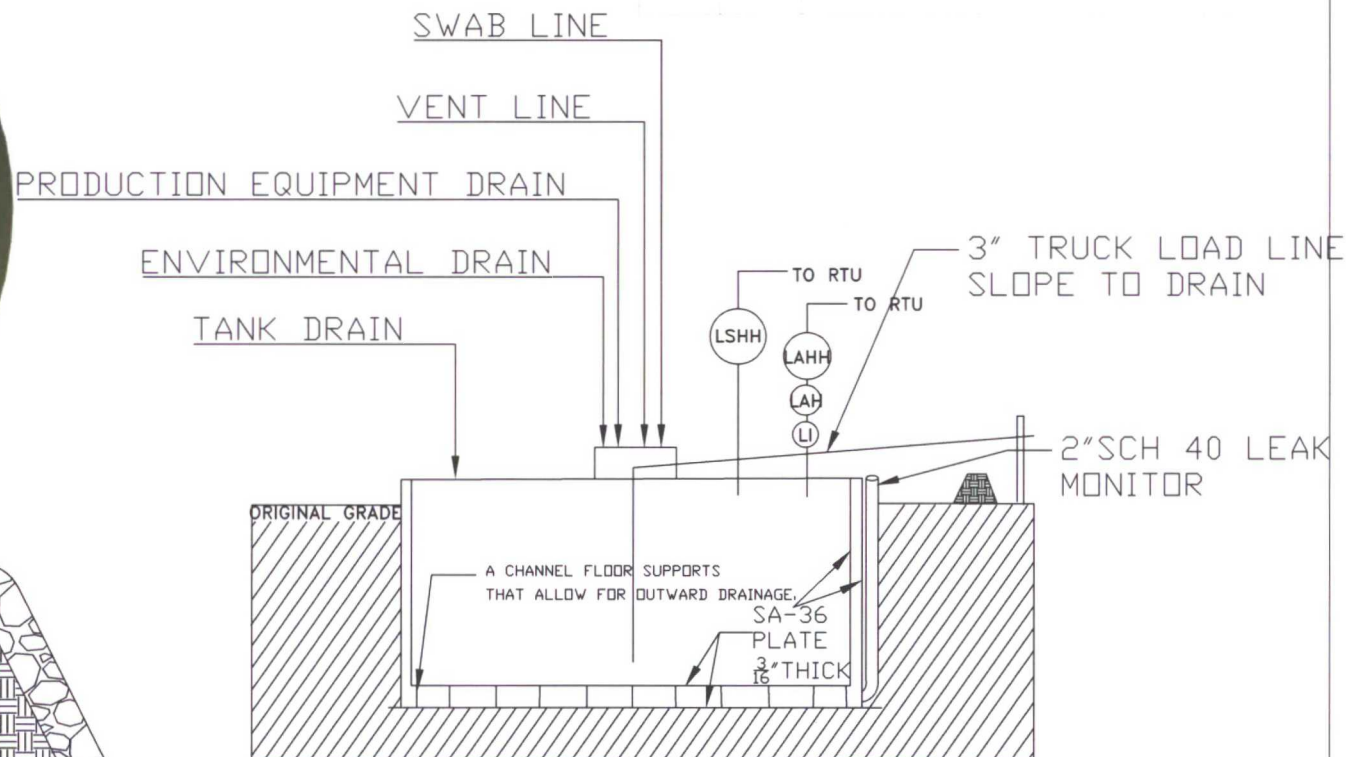 SWAB LINE
VENT LINE
PRODUCTION EQUIPMENT DRAIN
ENVIRONMENTAL DRAIN
TANK DRAIN
TO RTU
TO RTU
3" TRUCK LOAD LINE
SLOPE TO DRAIN
LSHH
LAHH
LAH
LI
2"SCH 40 LEAK
MONITOR
ORIGINAL GRADE
A CHANNEL FLOOR SUPPORTS
THAT ALLOW FOR OUTWARD DRAINAGE.
SA-36
PLATE
3/16" THICK